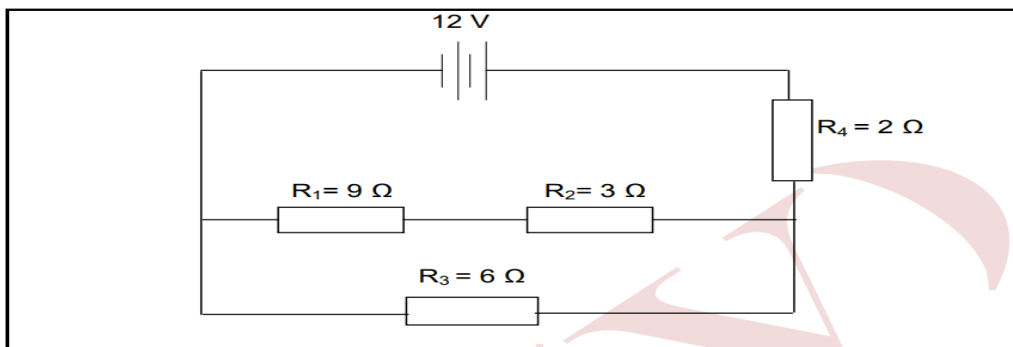 12 V
R₄ = 2 Ω
R₁= 9 Ω
R₂= 3 Ω
R₃ = 6 Ω